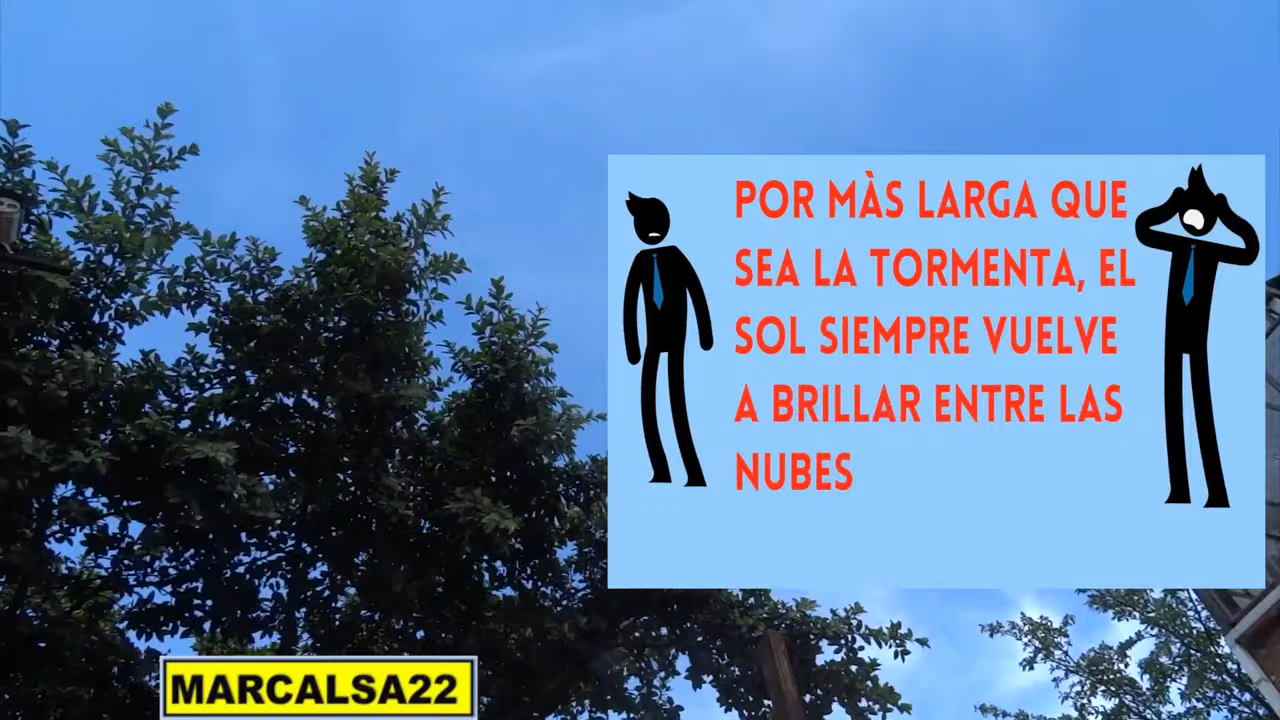 POR MÀS LARGA QUE
SEA LA TORMENTA, EL
SOL SIEMPRE VUELVE
A BRILLAR ENTRE LAS
NUBES
MARCALSA22